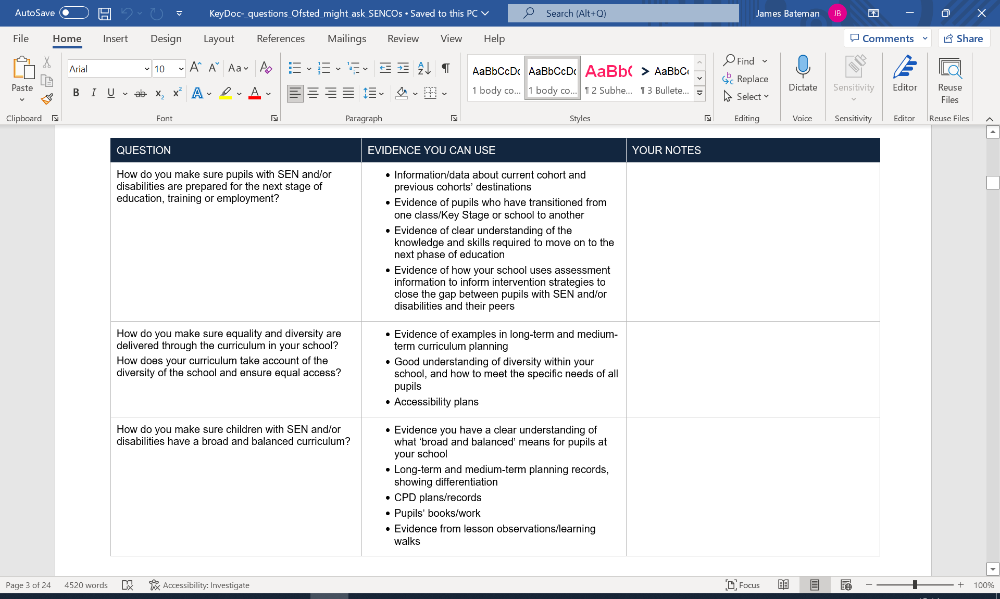 AutoSave
KeyDoc-_questions_Ofsted_might_ask_SENCOs • Saved to this PC
Search (Alt+Q)
James Bateman
JB
File
Home
Insert
Design
Layout
References
Mailings
Review
View
Help
Comments
Share
Paste
Clipboard
Arial
10
Font
Paragraph
AaBbCcDc
1 body co...
AaBbCcDc
1 body co...
AaBbC
¶ 2 Subhe...
AaBbCc
¶ 3 Bullete...
Styles
Find
Replace
Select
Editing
Dictate
Voice
Sensitivity
Sensitivity
Editor
Editor
Reuse
Files
Reuse Files
QUESTION
EVIDENCE YOU CAN USE
YOUR NOTES
How do you make sure pupils with SEN and/or
disabilities are prepared for the next stage of
education, training or employment?
• Information/data about current cohort and
previous cohorts’ destinations
• Evidence of pupils who have transitioned from
one class/Key Stage or school to another
• Evidence of clear understanding of the
knowledge and skills required to move on to the
next phase of education
• Evidence of how your school uses assessment
information to inform intervention strategies to
close the gap between pupils with SEN and/or
disabilities and their peers
How do you make sure equality and diversity are
delivered through the curriculum in your school?
How does your curriculum take account of the
diversity of the school and ensure equal access?
• Evidence of examples in long-term and medium-
term curriculum planning
• Good understanding of diversity within your
school, and how to meet the specific needs of all
pupils
• Accessibility plans
How do you make sure children with SEN and/or
disabilities have a broad and balanced curriculum?
• Evidence you have a clear understanding of
what ‘broad and balanced’ means for pupils at
your school
• Long-term and medium-term planning records,
showing differentiation
• CPD plans/records
• Pupils’ books/work
• Evidence from lesson observations/learning
walks
Page 3 of 24
4520 words
Accessibility: Investigate
Focus
100%